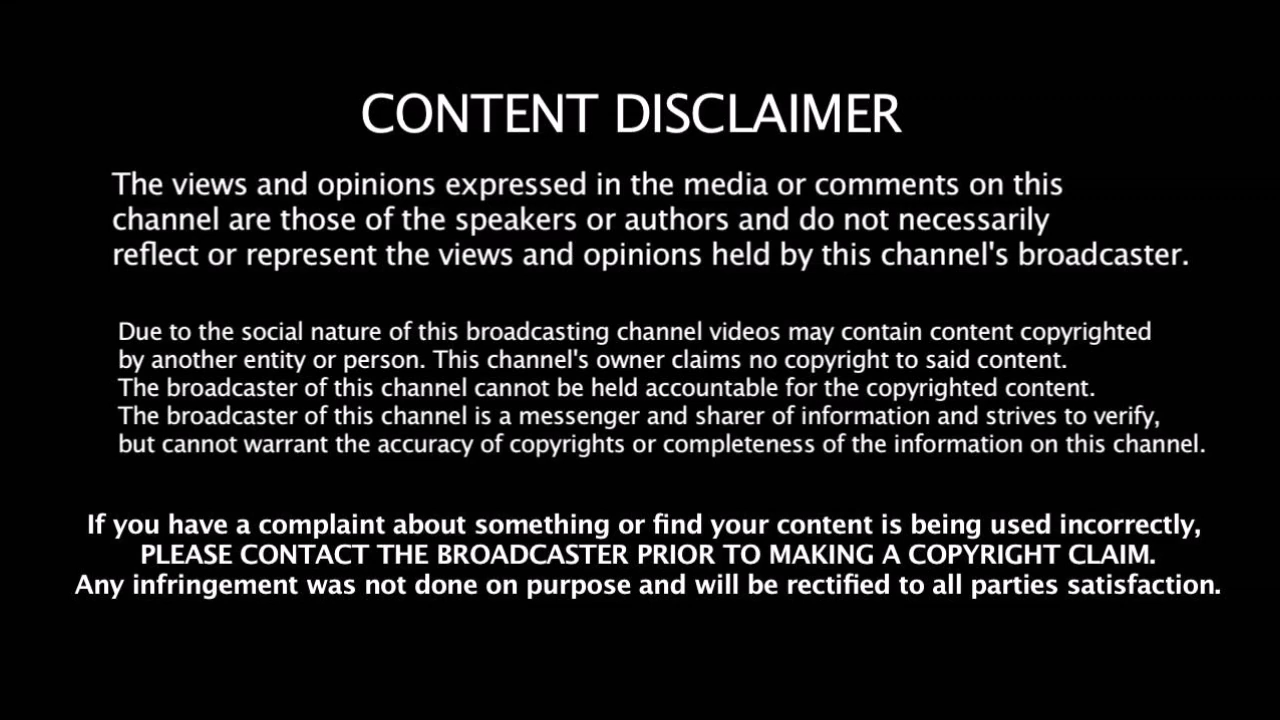 CONTENT DISCLAIMER
The views and opinions expressed in the media or comments on this
channel are those of the speakers or authors and do not necessarily
reflect or represent the views and opinions held by this channel's broadcaster.
Due to the social nature of this broadcasting channel videos may contain content copyrighted
by another entity or person. This channel's owner claims no copyright to said content.
The broadcaster of this channel cannot be held accountable for the copyrighted content.
The broadcaster of this channel is a messenger and sharer of information and strives to verify,
but cannot warrant the accuracy of copyrights or completeness of the information on this channel.
If you have a complaint about something or find your content is being used incorrectly,
PLEASE CONTACT THE BROADCASTER PRIOR TO MAKING A COPYRIGHT CLAIM.
Any infringement was not done on purpose and will be rectified to all parties satisfaction.